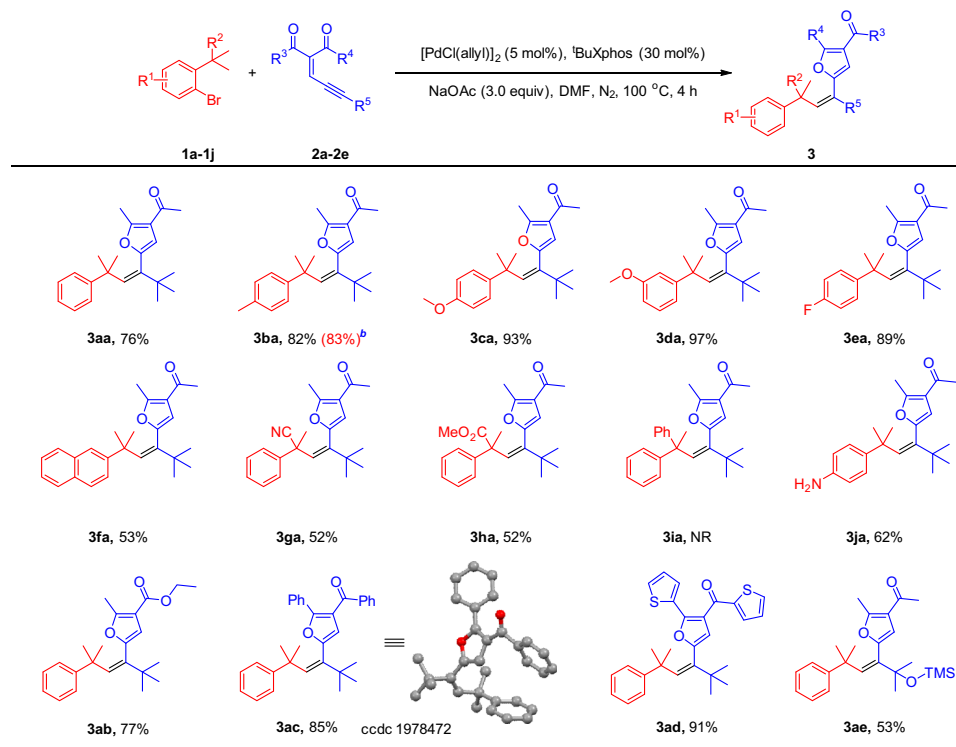 R² R³ O O R⁴ R¹ Br + R⁵
[PdCl(allyl)]₂ (5 mol%), ᵗBuXphos (30 mol%)
NaOAc (3.0 equiv), DMF, N₂, 100 °C, 4 h
R⁴ O R³ O R² R¹ R⁵
1a-1j 2a-2e 3
O O O O O
O O O O O
O O F
3aa, 76% 3ba, 82% (83%)ᵇ 3ca, 93% 3da, 97% 3ea, 89%
O O O O O
O O O O O
NC MeO₂C Ph
H₂N
3fa, 53% 3ga, 52% 3ha, 52% 3ia, NR 3ja, 62%
O O Ph O Ph S O S O
O O O O
O-TMS
3ab, 77% 3ac, 85% ccdc 1978472 3ad, 91% 3ae, 53%